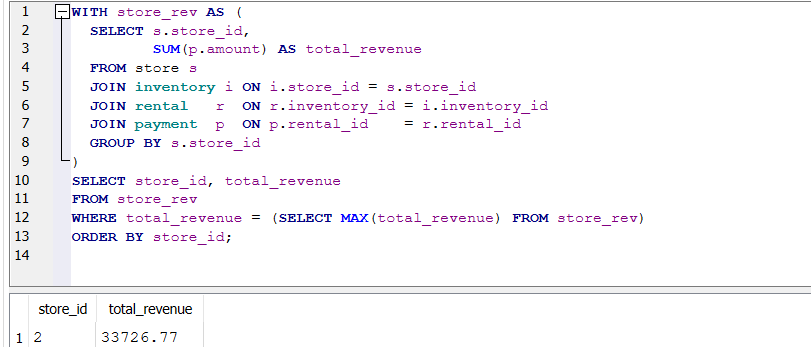 1 WITH store_rev AS (
2 SELECT s.store_id,
3 SUM(p.amount) AS total_revenue
4 FROM store s
5 JOIN inventory i ON i.store_id = s.store_id
6 JOIN rental r ON r.inventory_id = i.inventory_id
7 JOIN payment p ON p.rental_id = r.rental_id
8 GROUP BY s.store_id
9 )
10 SELECT store_id, total_revenue
11 FROM store_rev
12 WHERE total_revenue = (SELECT MAX(total_revenue) FROM store_rev)
13 ORDER BY store_id;
14
store_id total_revenue
1 2 33726.77